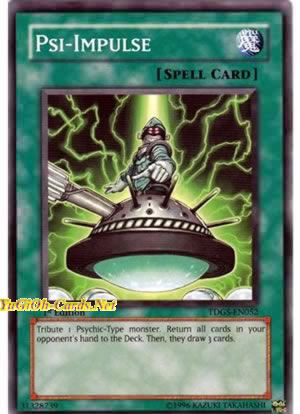 PSI-IMPULSE
[SPELL CARD]
YuGiOh-Cards.Net
TDGS-EN052
1st Edition
Tribute 1 Psychic-Type monster. Return all cards in your
opponent's hand to the Deck. Then, they draw 3 cards.
31328739
©1996 KAZUKI TAKAHASHI